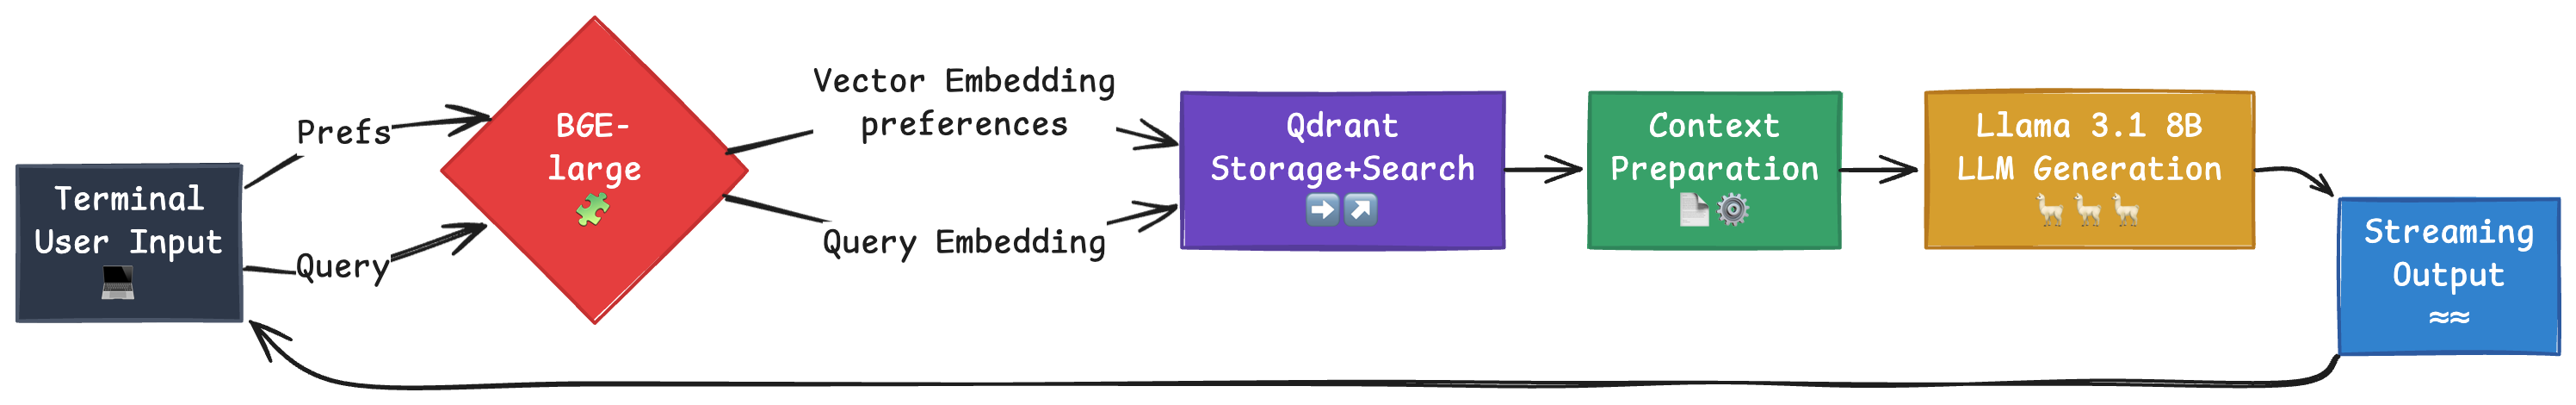 Terminal
User Input
Prefs
Query
BGE-
large
Vector Embedding
preferences
Query Embedding
Qdrant
Storage+Search
Context
Preparation
Llama 3.1 8B
LLM Generation
Streaming
Output
≈≈